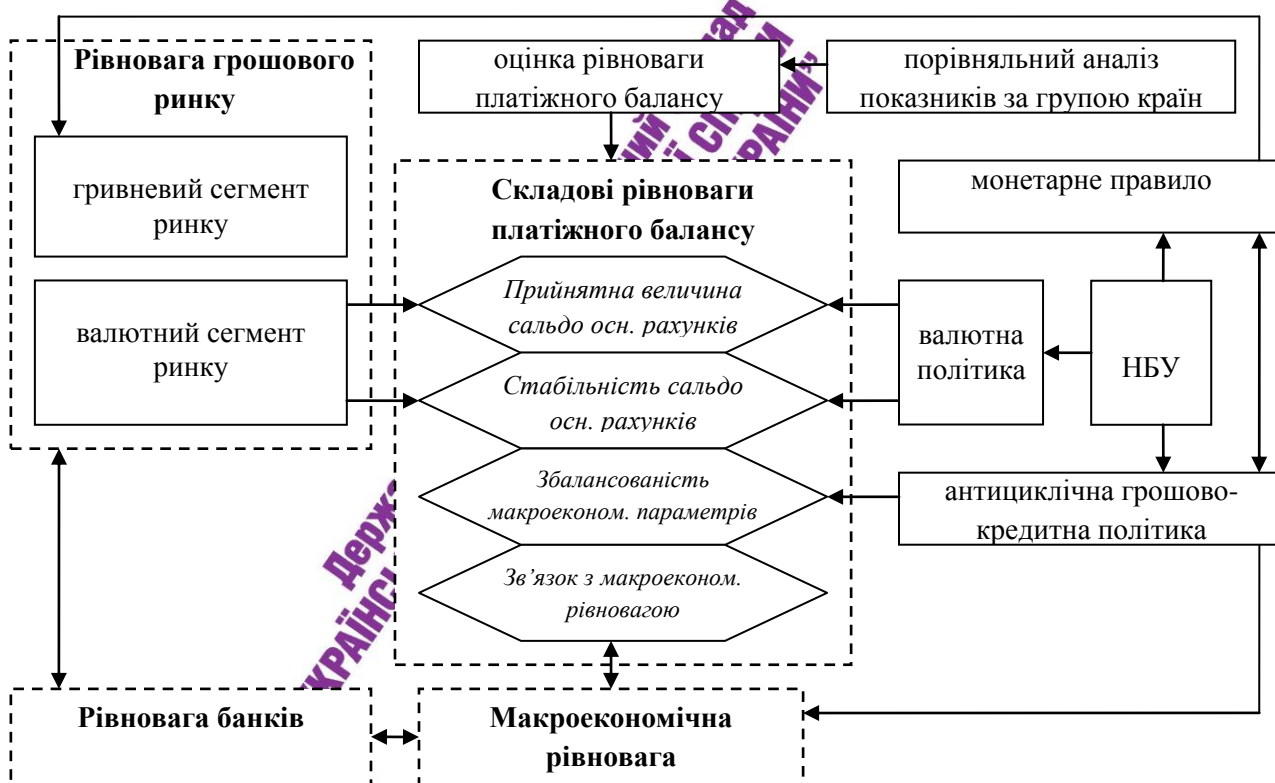 Рівновага грошового
ринку
гривневий сегмент
ринку
валютний сегмент
ринку
оцінка рівноваги
платіжного балансу
порівняльний аналіз
показників за групою країн
Складові рівноваги
платіжного балансу
Прийнятна величина
сальдо осн. рахунків
Стабільність сальдо
осн. рахунків
Збалансованість
макроеконом. параметрів
Зв’язок з макроеконом.
рівновагою
монетарне правило
валютна
політика
НБУ
антициклічна грошово-
кредитна політика
Рівновага банків
Макроекономічна
рівновага